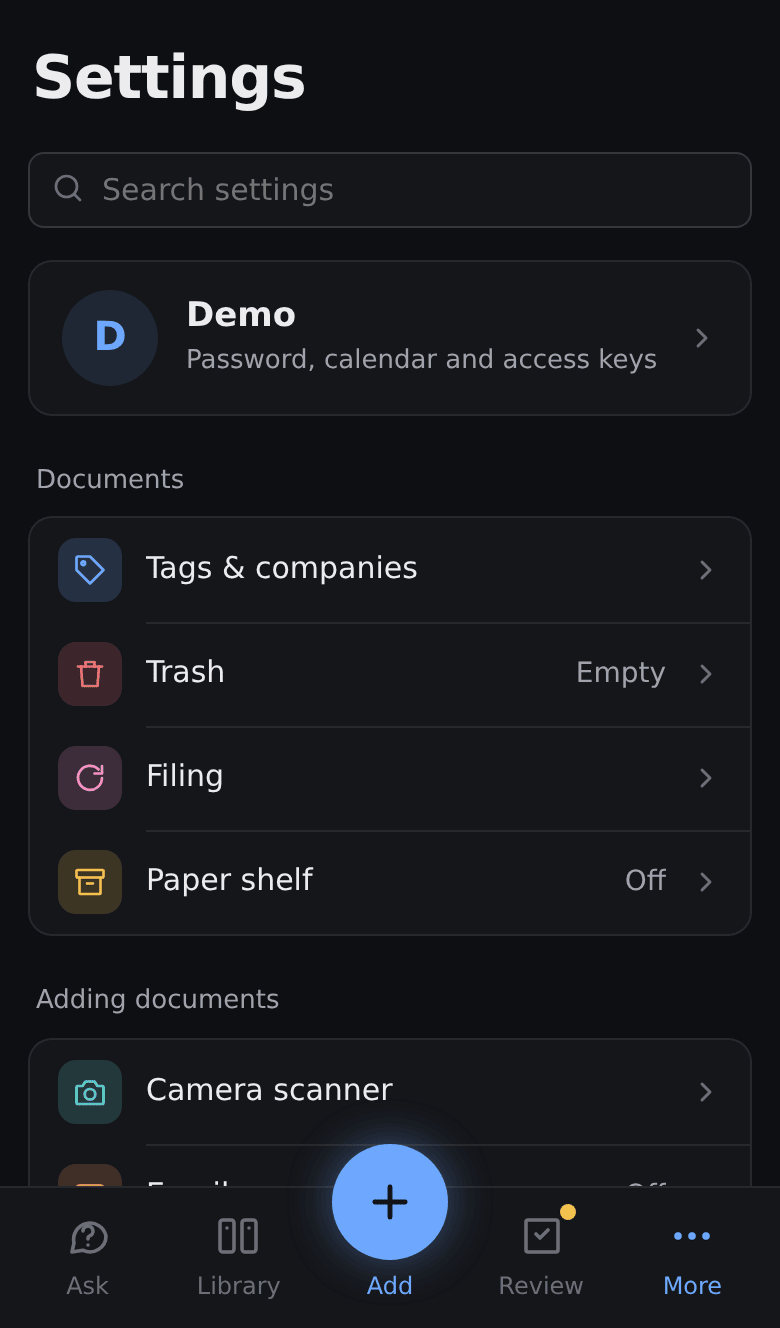 Settings
Search settings
D
Demo
Password, calendar and access keys
Documents
Tags & companies
Trash
Empty
Filing
Paper shelf
Off
Adding documents
Camera scanner
Ask
Library
Add
Review
More